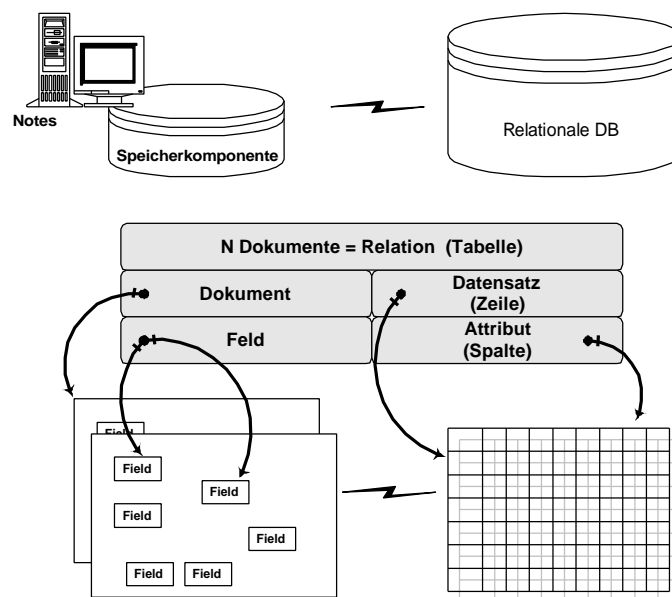 Notes
Speicherkomponente
Relationale DB
N Dokumente = Relation (Tabelle)
Dokument
Datensatz
(Zeile)
Feld
Attribut
(Spalte)
Field
Field
Field
Field
Field
Field
Field